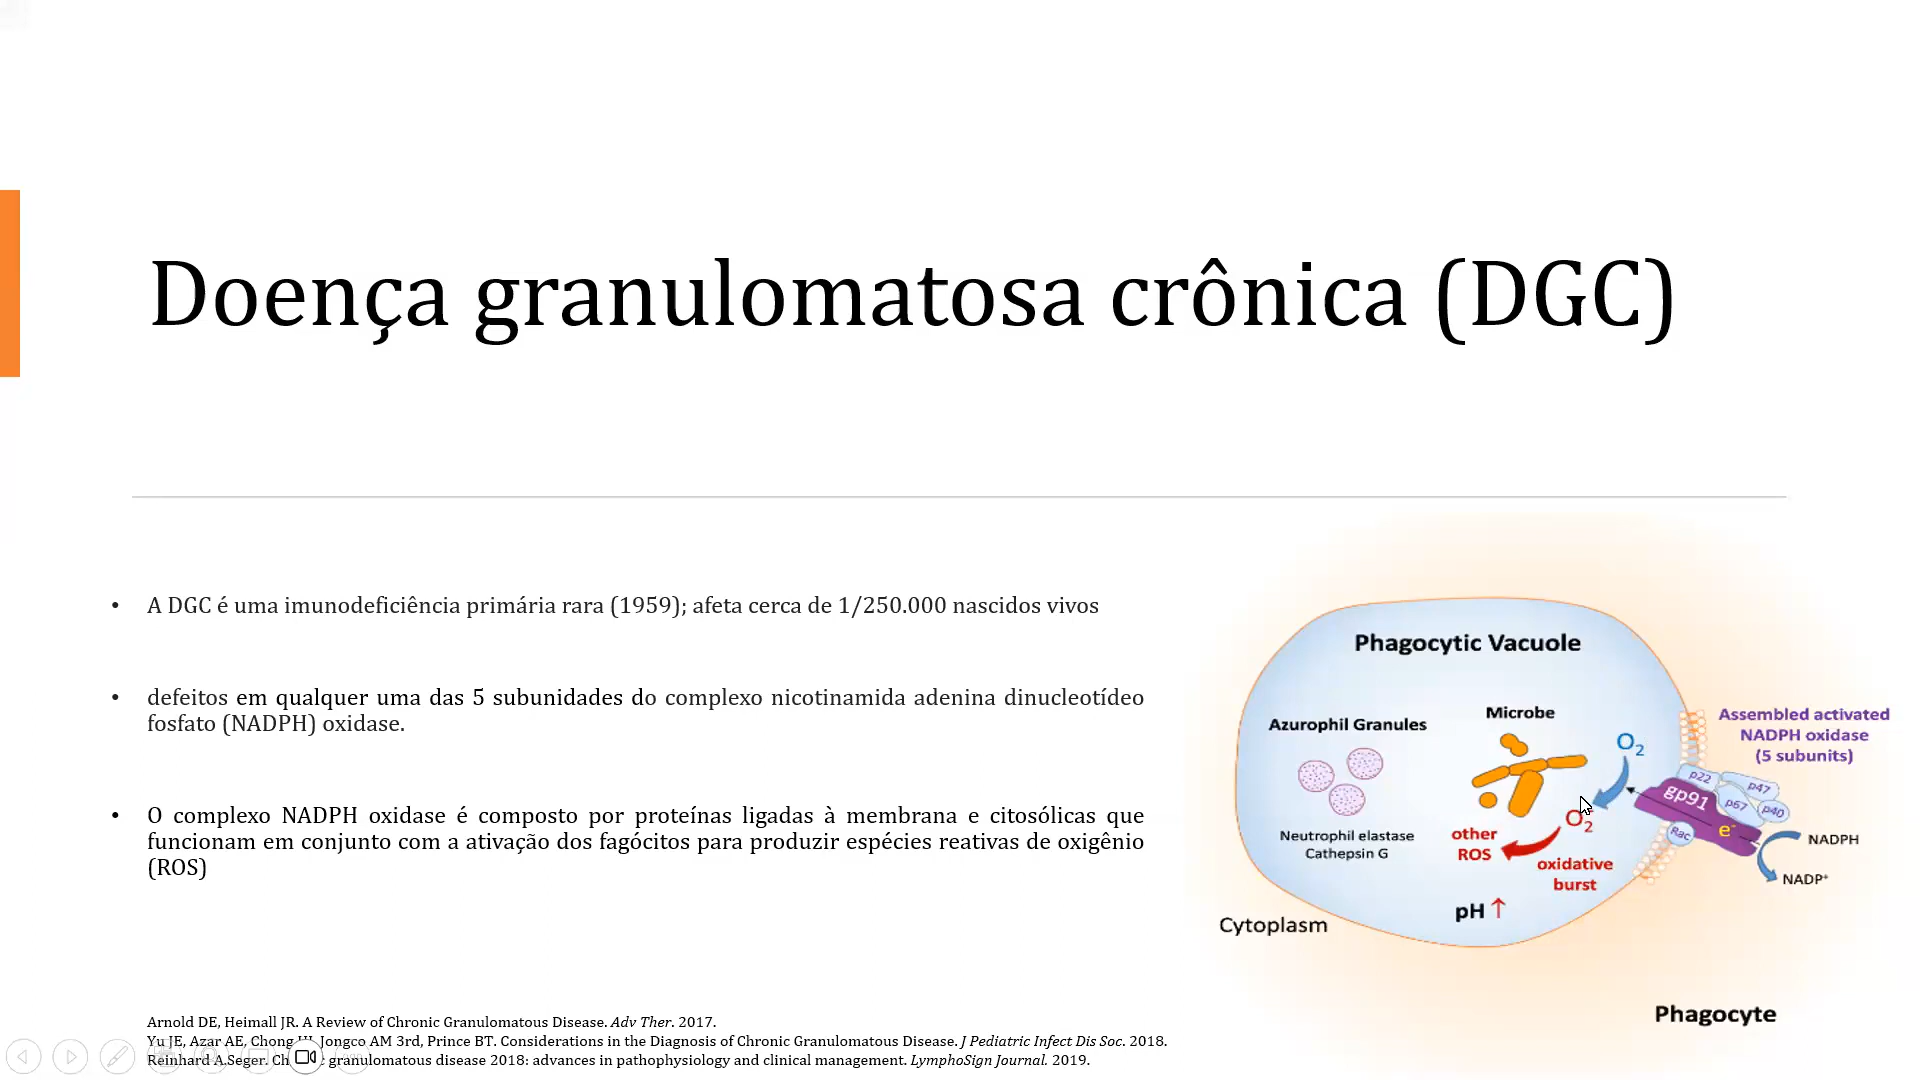 Doença granulomatosa crônica (DGC)
• A DGC é uma imunodeficiência primária rara (1959); afeta cerca de 1/250.000 nascidos vivos
• defeitos em qualquer uma das 5 subunidades do complexo nicotinamida adenina dinucleotídeo
fosfato (NADPH) oxidase.
• O complexo NADPH oxidase é composto por proteínas ligadas à membrana e citosólicas que
funcionam em conjunto com a ativação dos fagócitos para produzir espécies reativas de oxigênio
(ROS)
Phagocytic Vacuole
Azurophil Granules
Microbe
O2
Assembled activated
NADPH oxidase
(5 subunits)
p22
gp91
p47
p67
p40
Rac
e-
NADPH
NADP+
Neutrophil elastase
Cathepsin G
O2
other
ROS
oxidative
burst
pH ↑
Cytoplasm
Phagocyte
Arnold DE, Heimall JR. A Review of Chronic Granulomatous Disease. Adv Ther. 2017.
Yu JE, Azar AE, Chong Jongco AM 3rd, Prince BT. Considerations in the Diagnosis of Chronic Granulomatous Disease. J Pediatric Infect Dis Soc. 2018.
Reinhard A.Seger. granulomatous disease 2018: advances in pathophysiology and clinical management. LymphoSign Journal. 2019.